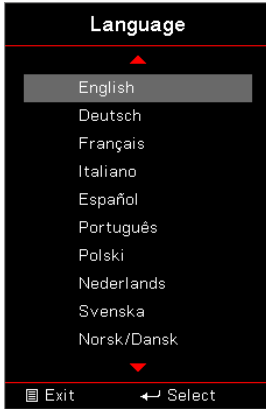 Language
English
Deutsch
Français
Italiano
Español
Português
Polski
Nederlands
Svenska
Norsk/Dansk
Exit Select